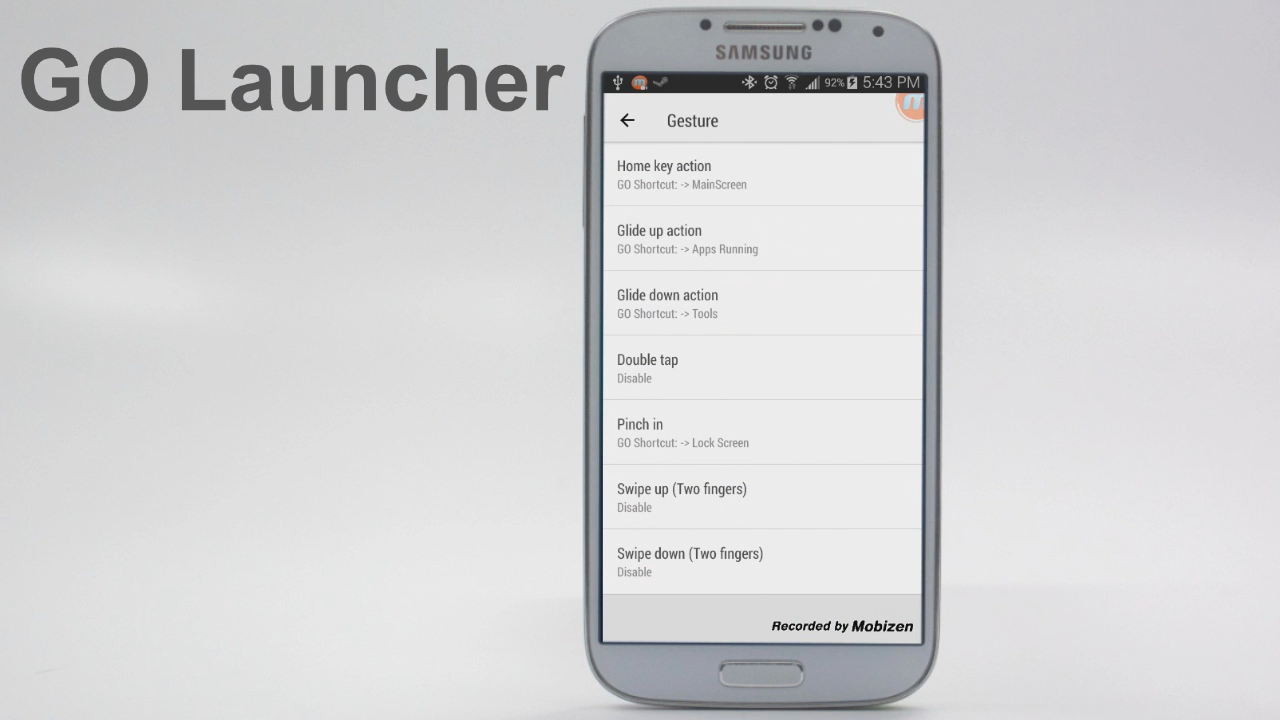 GO Launcher
SAMSUNG
92% 5:43 PM
Gesture
Home key action
GO Shortcut: -> MainScreen
Glide up action
GO Shortcut: -> Apps Running
Glide down action
GO Shortcut: -> Tools
Double tap
Disable
Pinch in
GO Shortcut: -> Lock Screen
Swipe up (Two fingers)
Disable
Swipe down (Two fingers)
Disable
Recorded by Mobizen